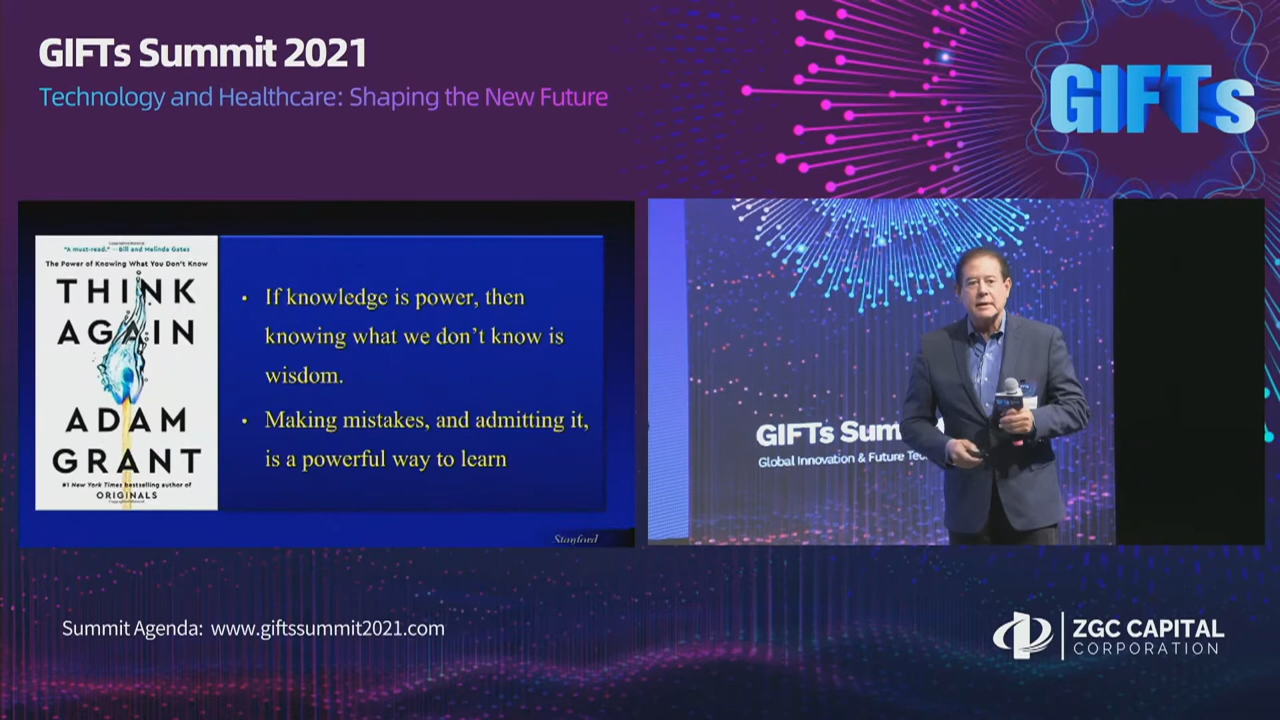 GIFTs Summit 2021
Technology and Healthcare: Shaping the New Future
GIFTs
"A must-read." —Bill and Melinda Gates
The Power of Knowing What You Don't Know
THINK
AGAIN
ADAM
GRANT
#1 New York Times bestselling author of
ORIGINALS
• If knowledge is power, then
knowing what we don't know is
wisdom.
• Making mistakes, and admitting it,
is a powerful way to learn
Stanford
GIFTs Sum
Global Innovation & Future Tec
Summit Agenda: www.giftssummit2021.com
ZGC CAPITAL
CORPORATION